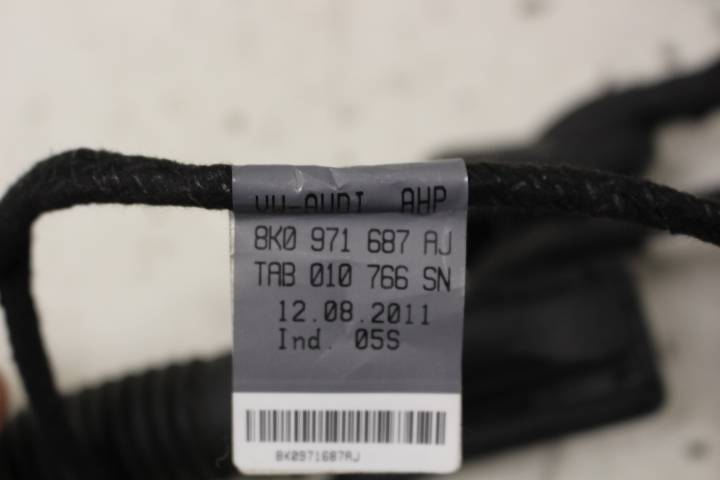 VW-AUDI AHP
8K0 971 687 AJ
TAB 010 766 SN
12.08.2011
Ind. 05S
8K0971687AJ